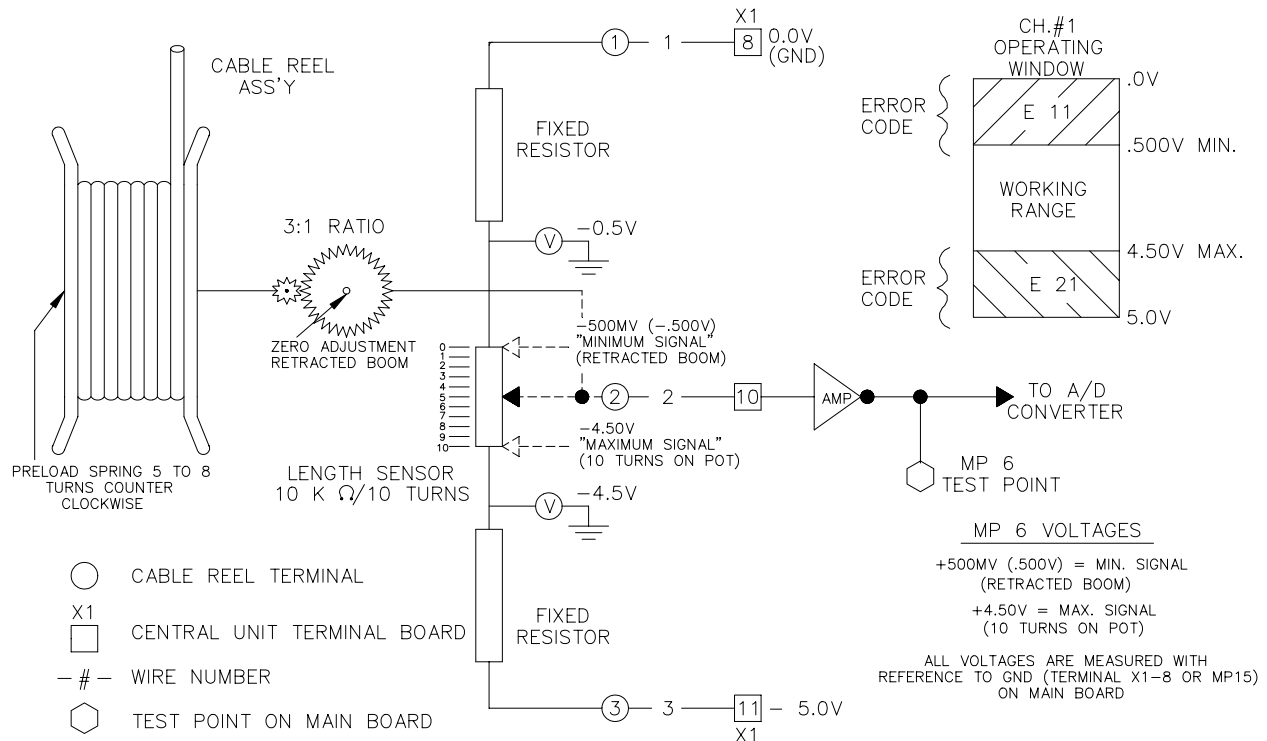 CABLE REEL
ASS'Y
PRELOAD SPRING 5 TO 8
TURNS COUNTER
CLOCKWISE
3:1 RATIO
ZERO ADJUSTMENT
RETRACTED BOOM
LENGTH SENSOR
10 K Ω/10 TURNS
0
1
2
3
4
5
6
7
8
9
10
X1
1 1 8 0.0V
(GND)
FIXED
RESISTOR
V -0.5V
-500MV (-.500V)
"MINIMUM SIGNAL"
(RETRACTED BOOM)
2 2 10 AMP TO A/D
CONVERTER
-4.50V
"MAXIMUM SIGNAL"
(10 TURNS ON POT)
V -4.5V
FIXED
RESISTOR
3 3 11 - 5.0V
X1
MP 6
TEST POINT
CH.#1
OPERATING
WINDOW
.0V
ERROR
CODE
E 11
.500V MIN.
WORKING
RANGE
4.50V MAX.
ERROR
CODE
E 21
5.0V
MP 6 VOLTAGES
+500MV (.500V) = MIN. SIGNAL
(RETRACTED BOOM)
+4.50V = MAX. SIGNAL
(10 TURNS ON POT)
ALL VOLTAGES ARE MEASURED WITH
REFERENCE TO GND (TERMINAL X1-8 OR MP15)
ON MAIN BOARD
CABLE REEL TERMINAL
X1
CENTRAL UNIT TERMINAL BOARD
-#- WIRE NUMBER
TEST POINT ON MAIN BOARD